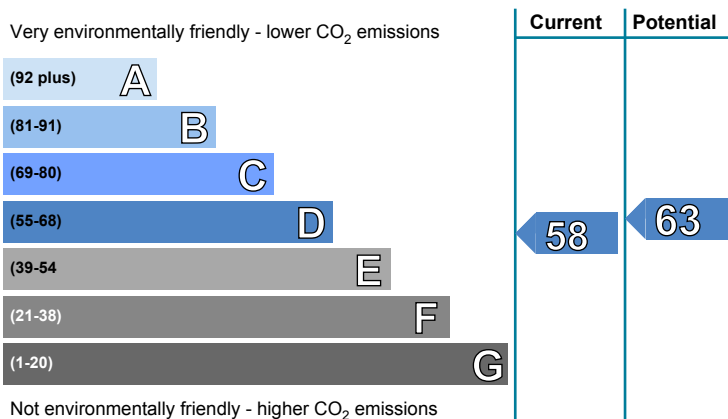 Current Potential
Very environmentally friendly - lower CO2 emissions
(92 plus) A
(81-91) B
(69-80) C
(55-68) D
58 63
(39-54 E
(21-38) F
(1-20) G
Not environmentally friendly - higher CO2 emissions